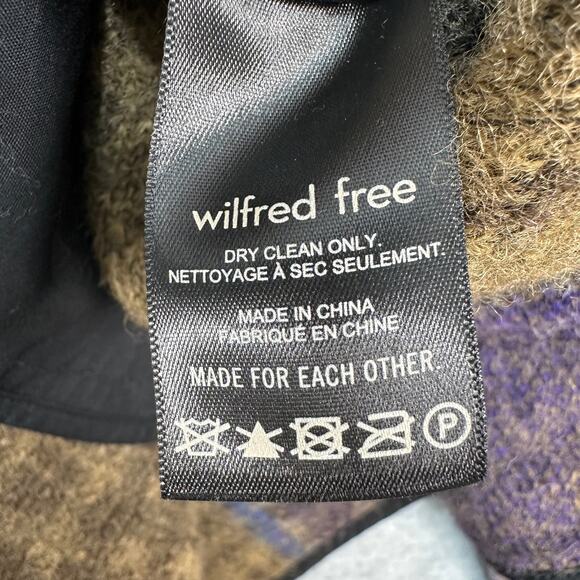 wilfred free
DRY CLEAN ONLY.
NETTOYAGE À SEC SEULEMENT.
MADE IN CHINA
FABRIQUÉ EN CHINE
MADE FOR EACH OTHER.
P